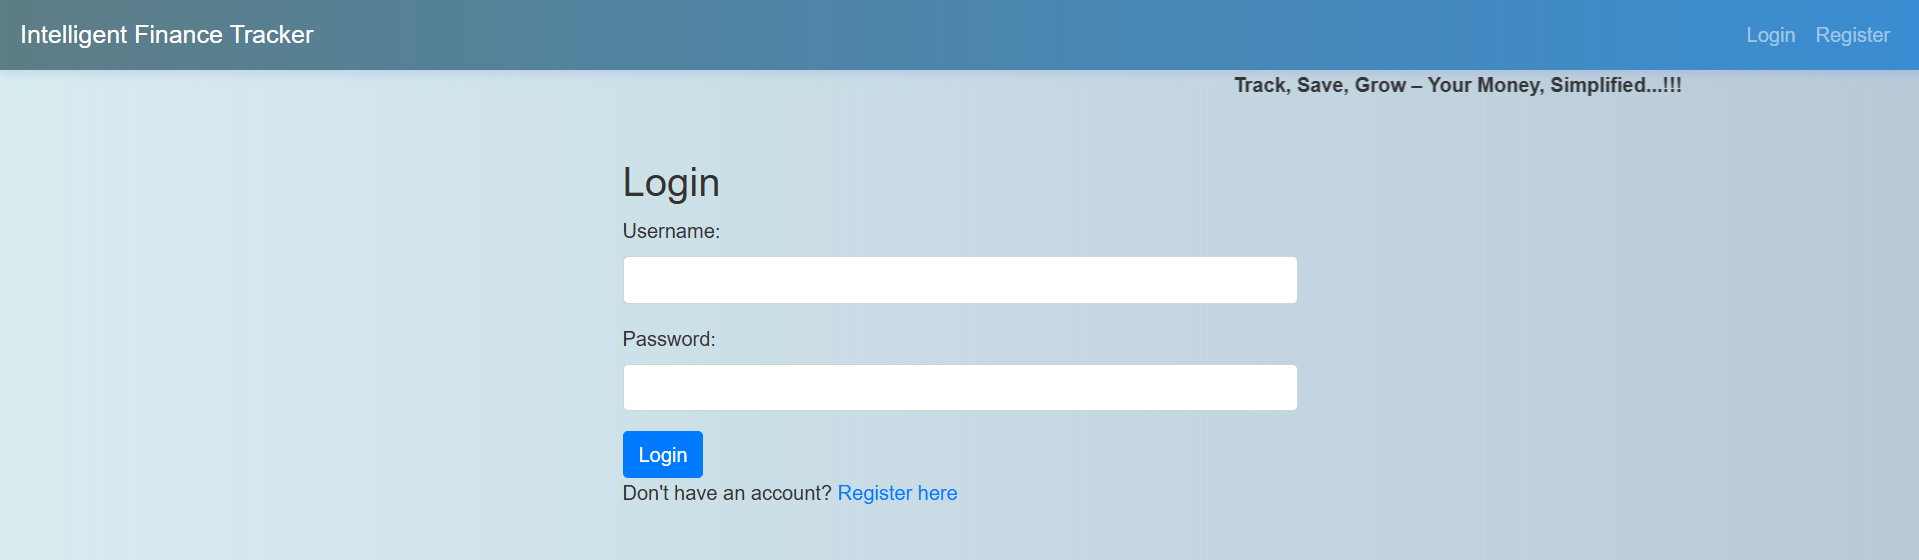 Intelligent Finance Tracker
Login Register
Track, Save, Grow – Your Money, Simplified...!!!
Login
Username:
Password:
Login
Don't have an account? Register here